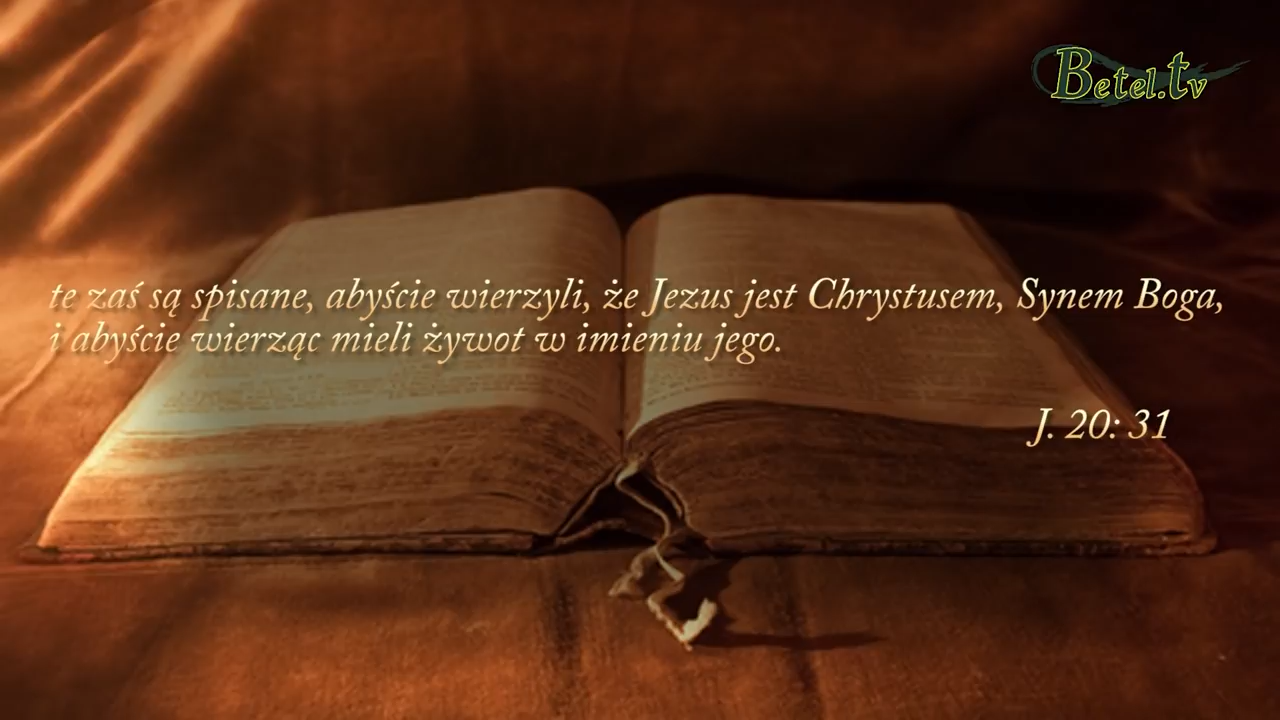 Betel.tv
te zaś są spisane, abyście wierzyli, że Jezus jest Chrystusem, Synem Boga,
i abyście wierząc mieli żywot w imieniu jego.
J. 20: 31